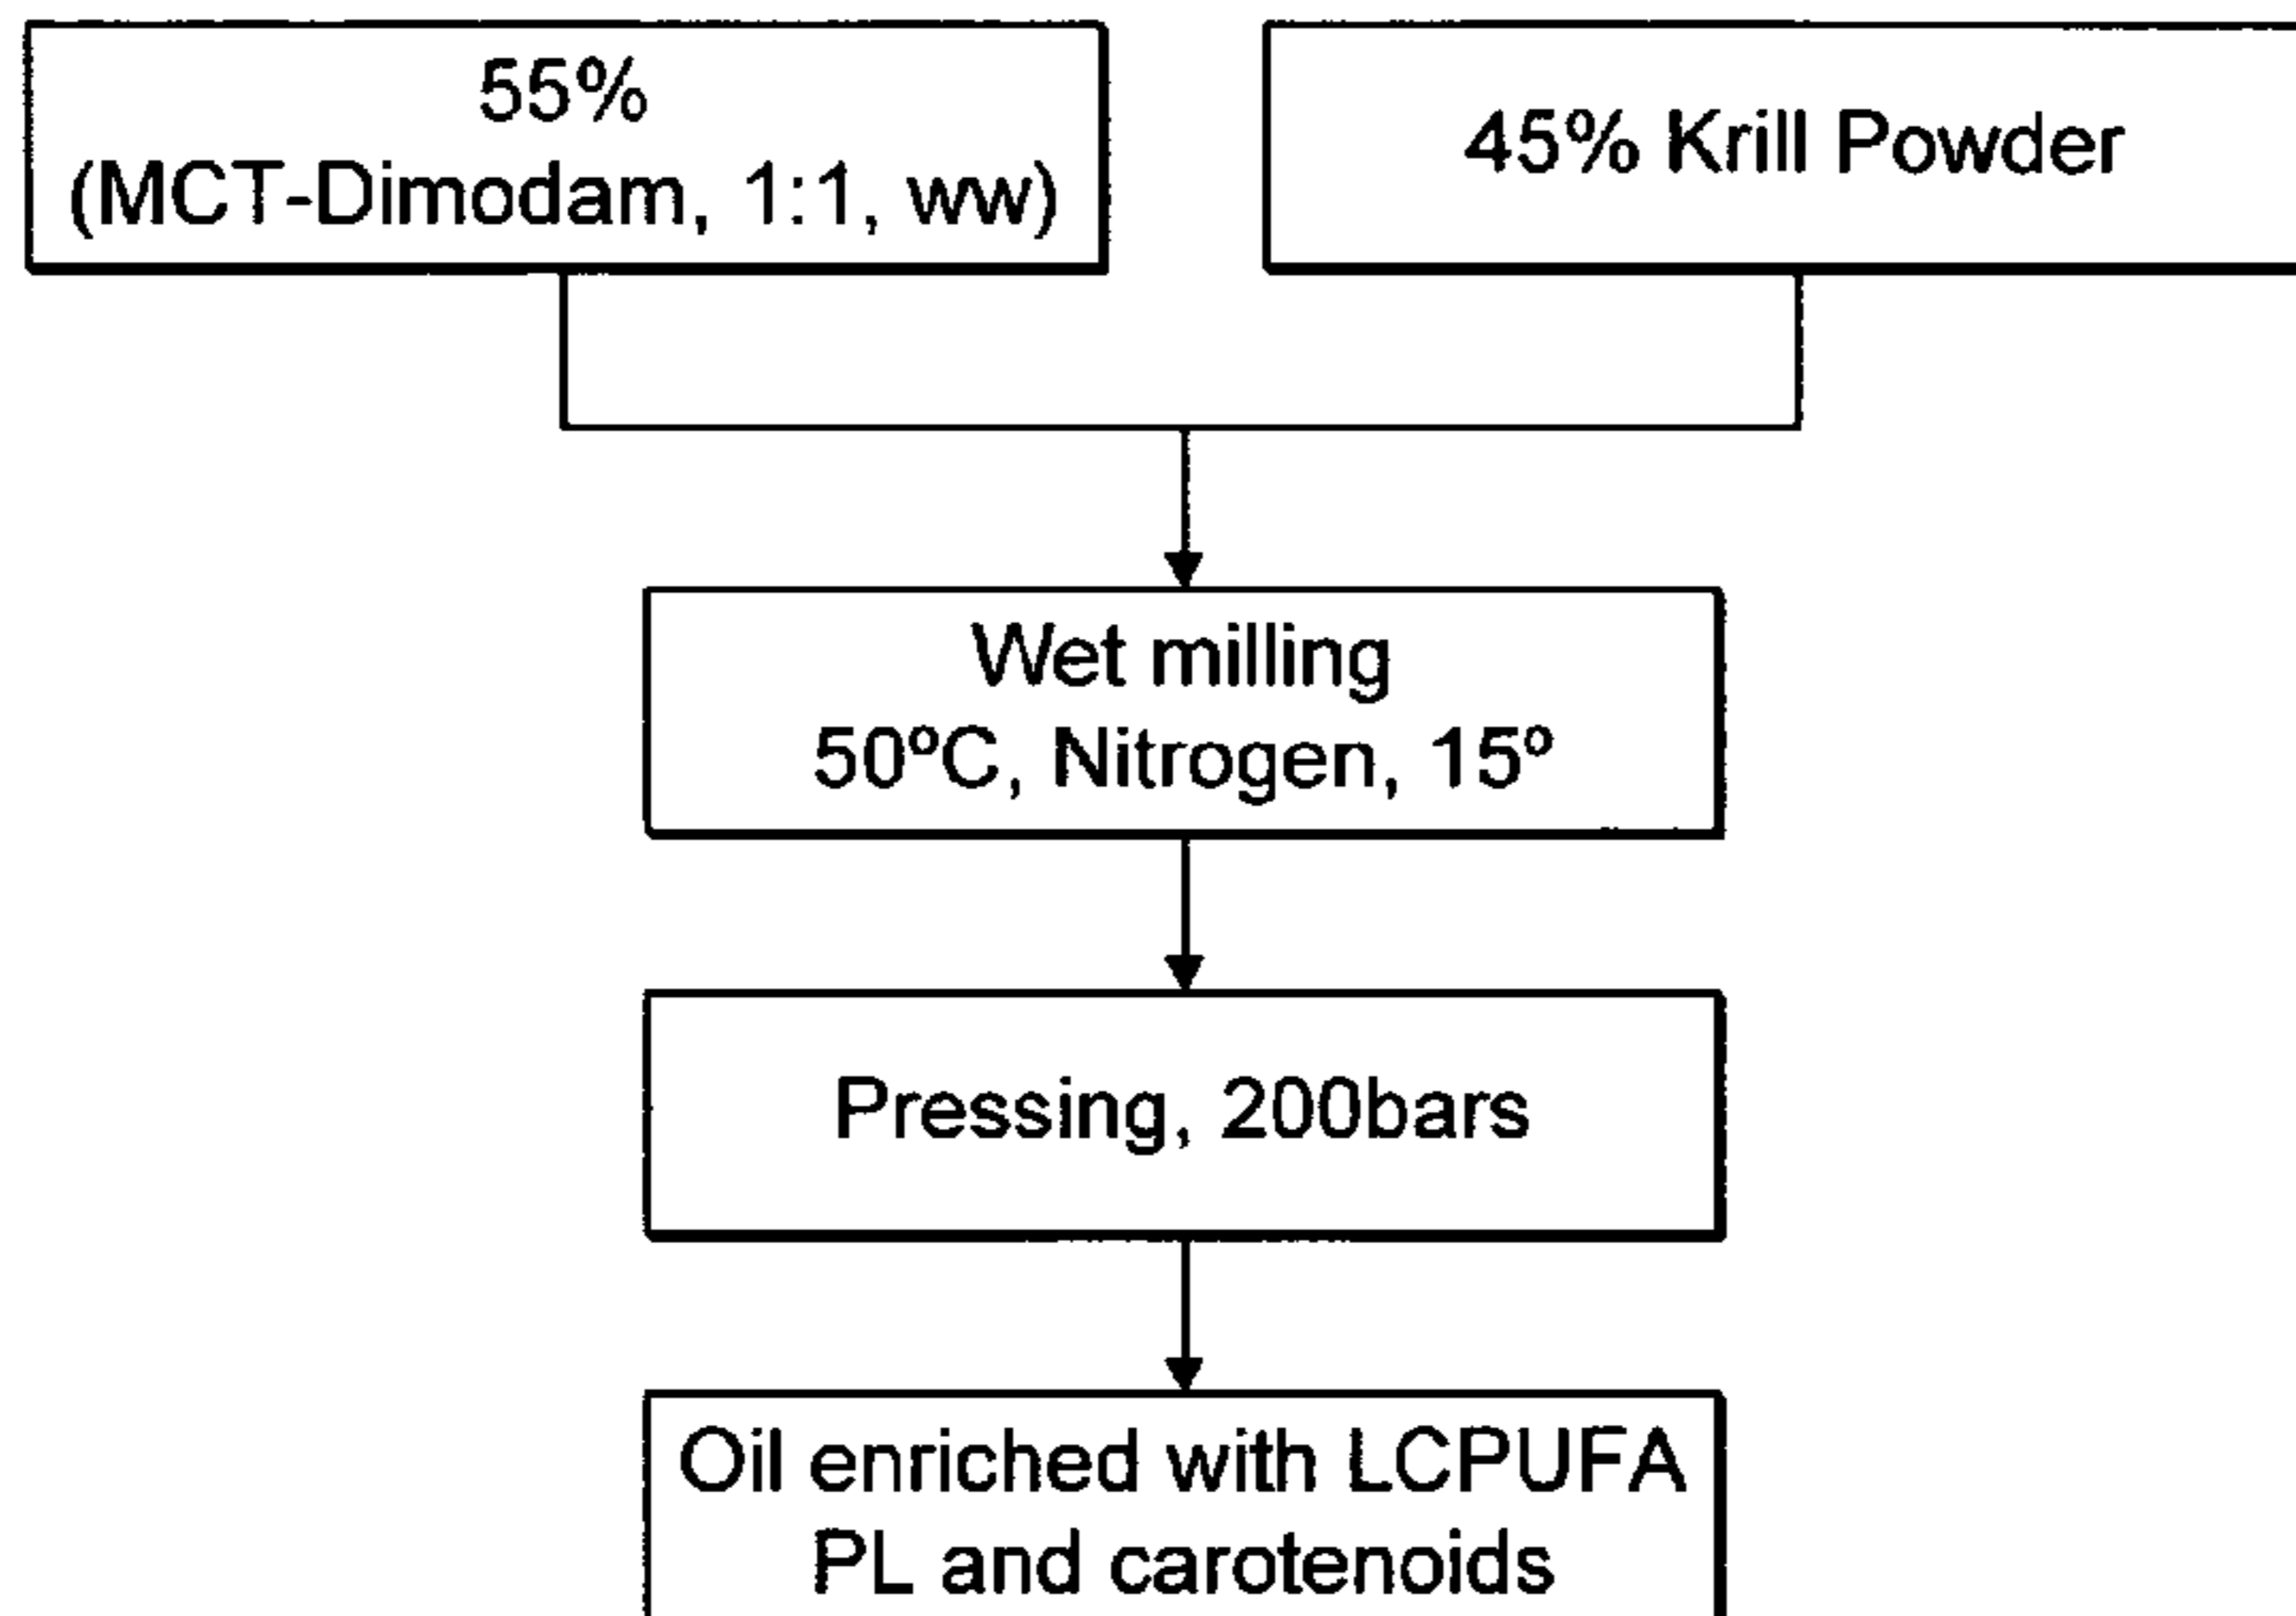 55%
(MCT-Dimodam, 1:1, ww)
45% Krill Powder
Wet milling
50ºC, Nitrogen, 15º
Pressing, 200bars
Oil enriched with LCPUFA
PL and carotenoids